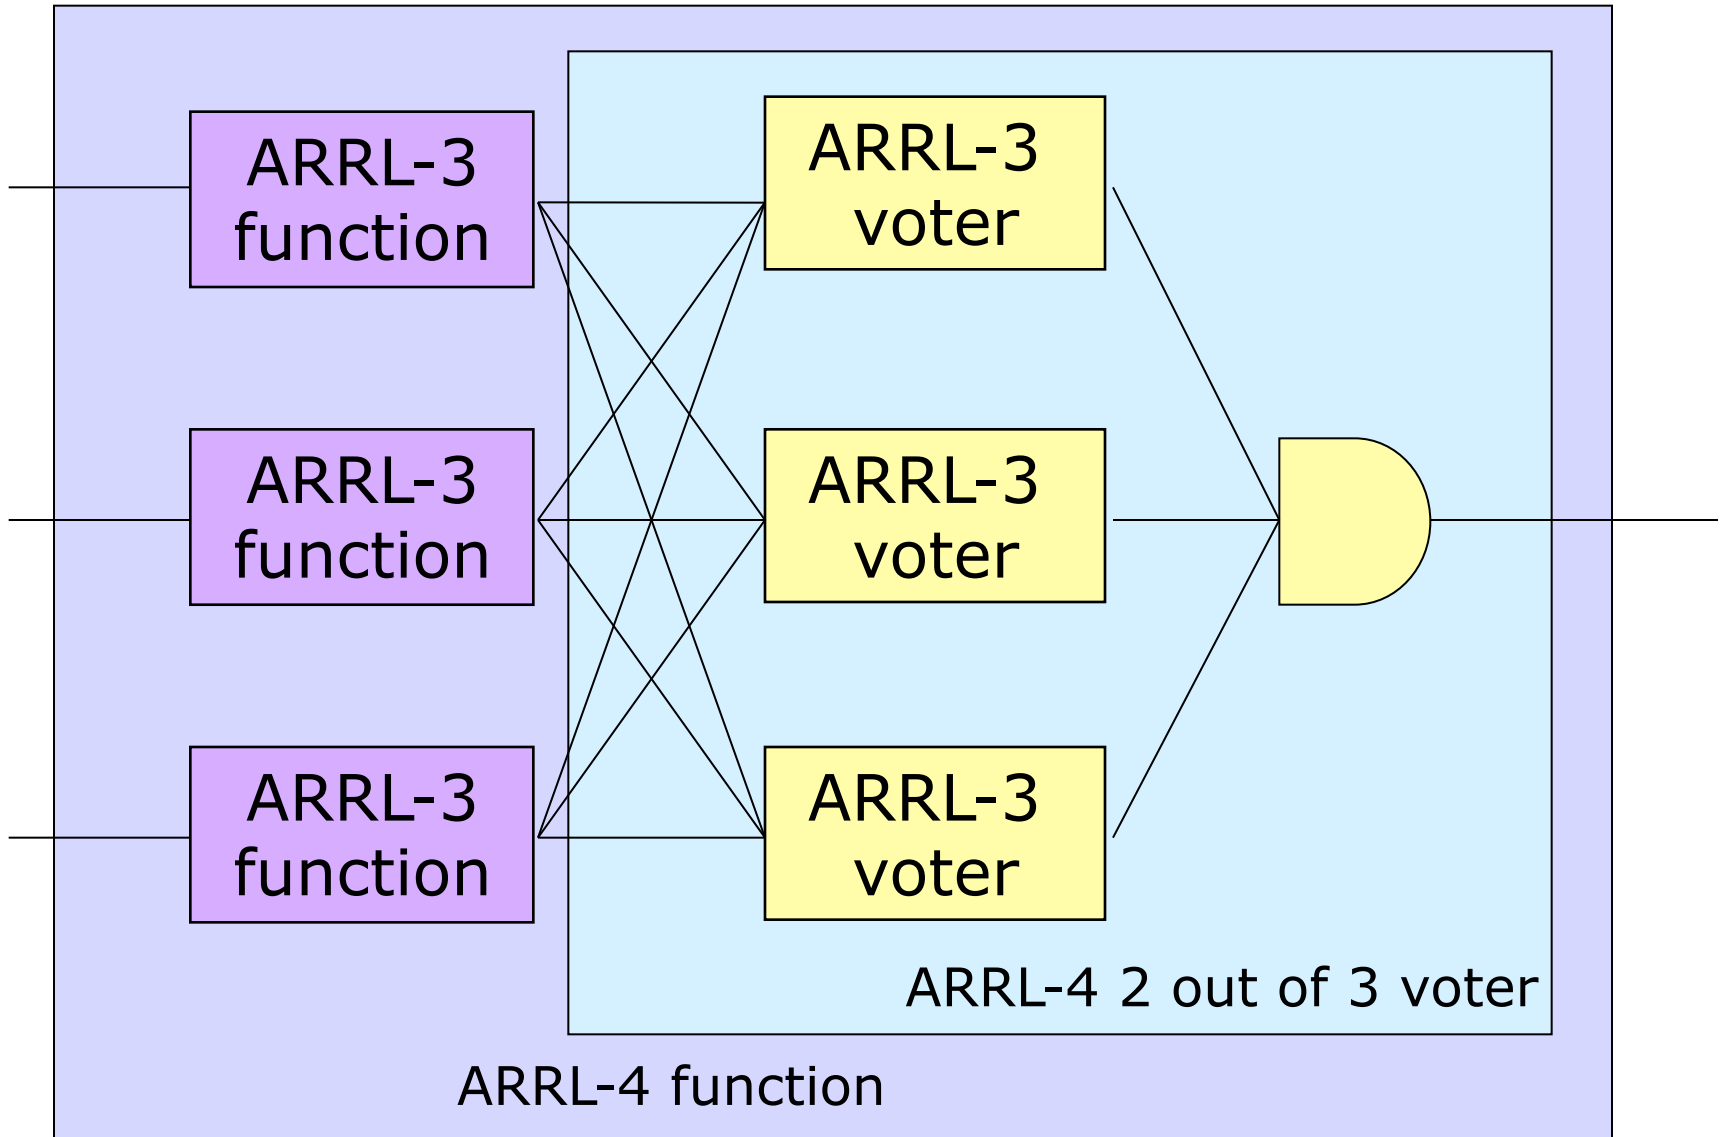 ARRL-3
function
ARRL-3
voter
ARRL-3
function
ARRL-3
voter
ARRL-3
function
ARRL-3
voter
ARRL-4 2 out of 3 voter
ARRL-4 function